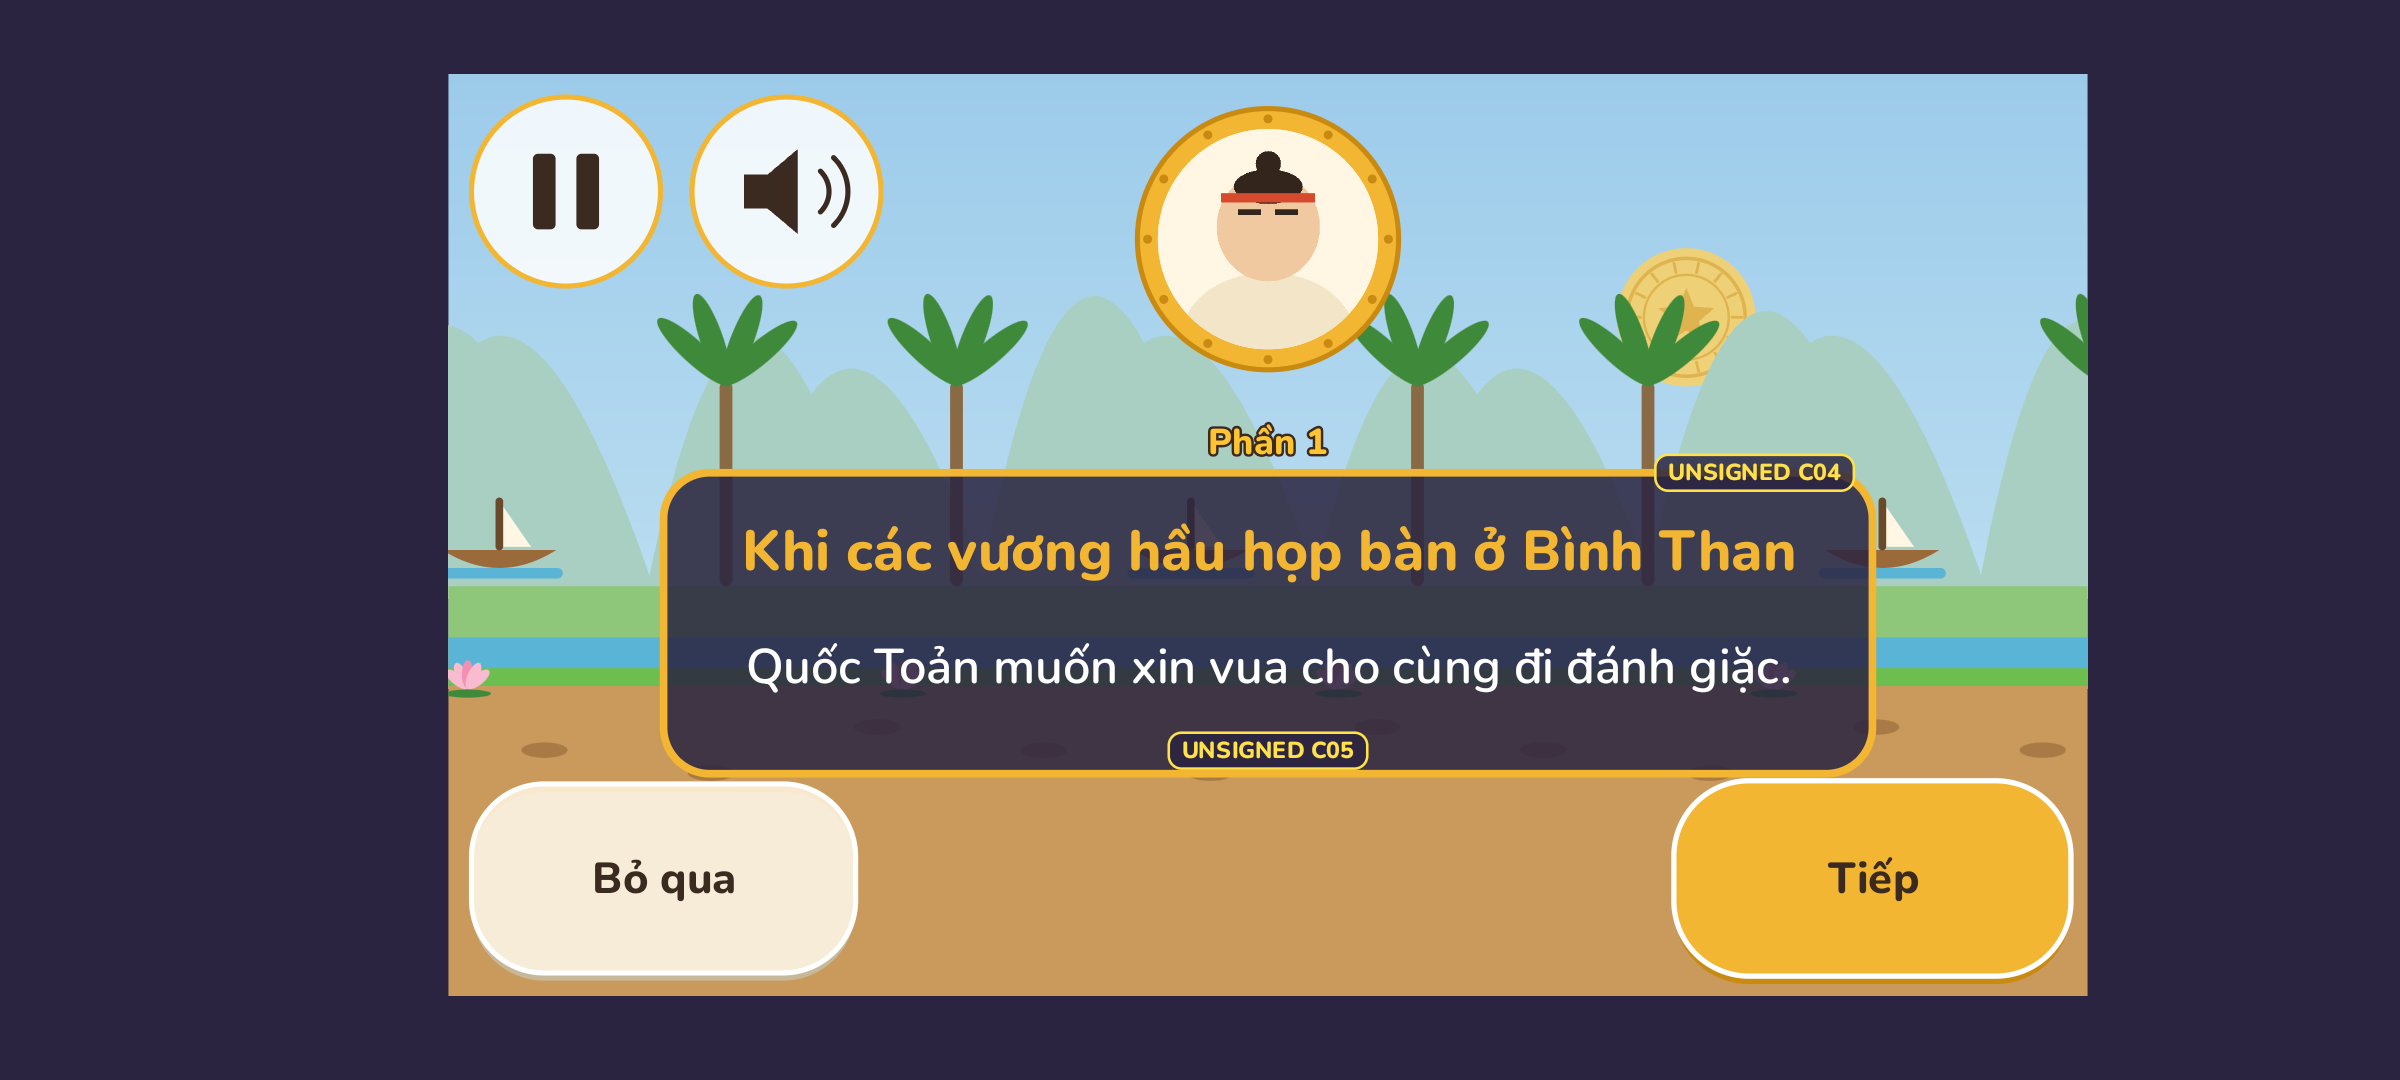 Phần 1
UNSIGNED C04
Khi các vương hầu họp bàn ở Bình Than
Quốc Toản muốn xin vua cho cùng đi đánh giặc.
UNSIGNED C05
Bỏ qua
Tiếp